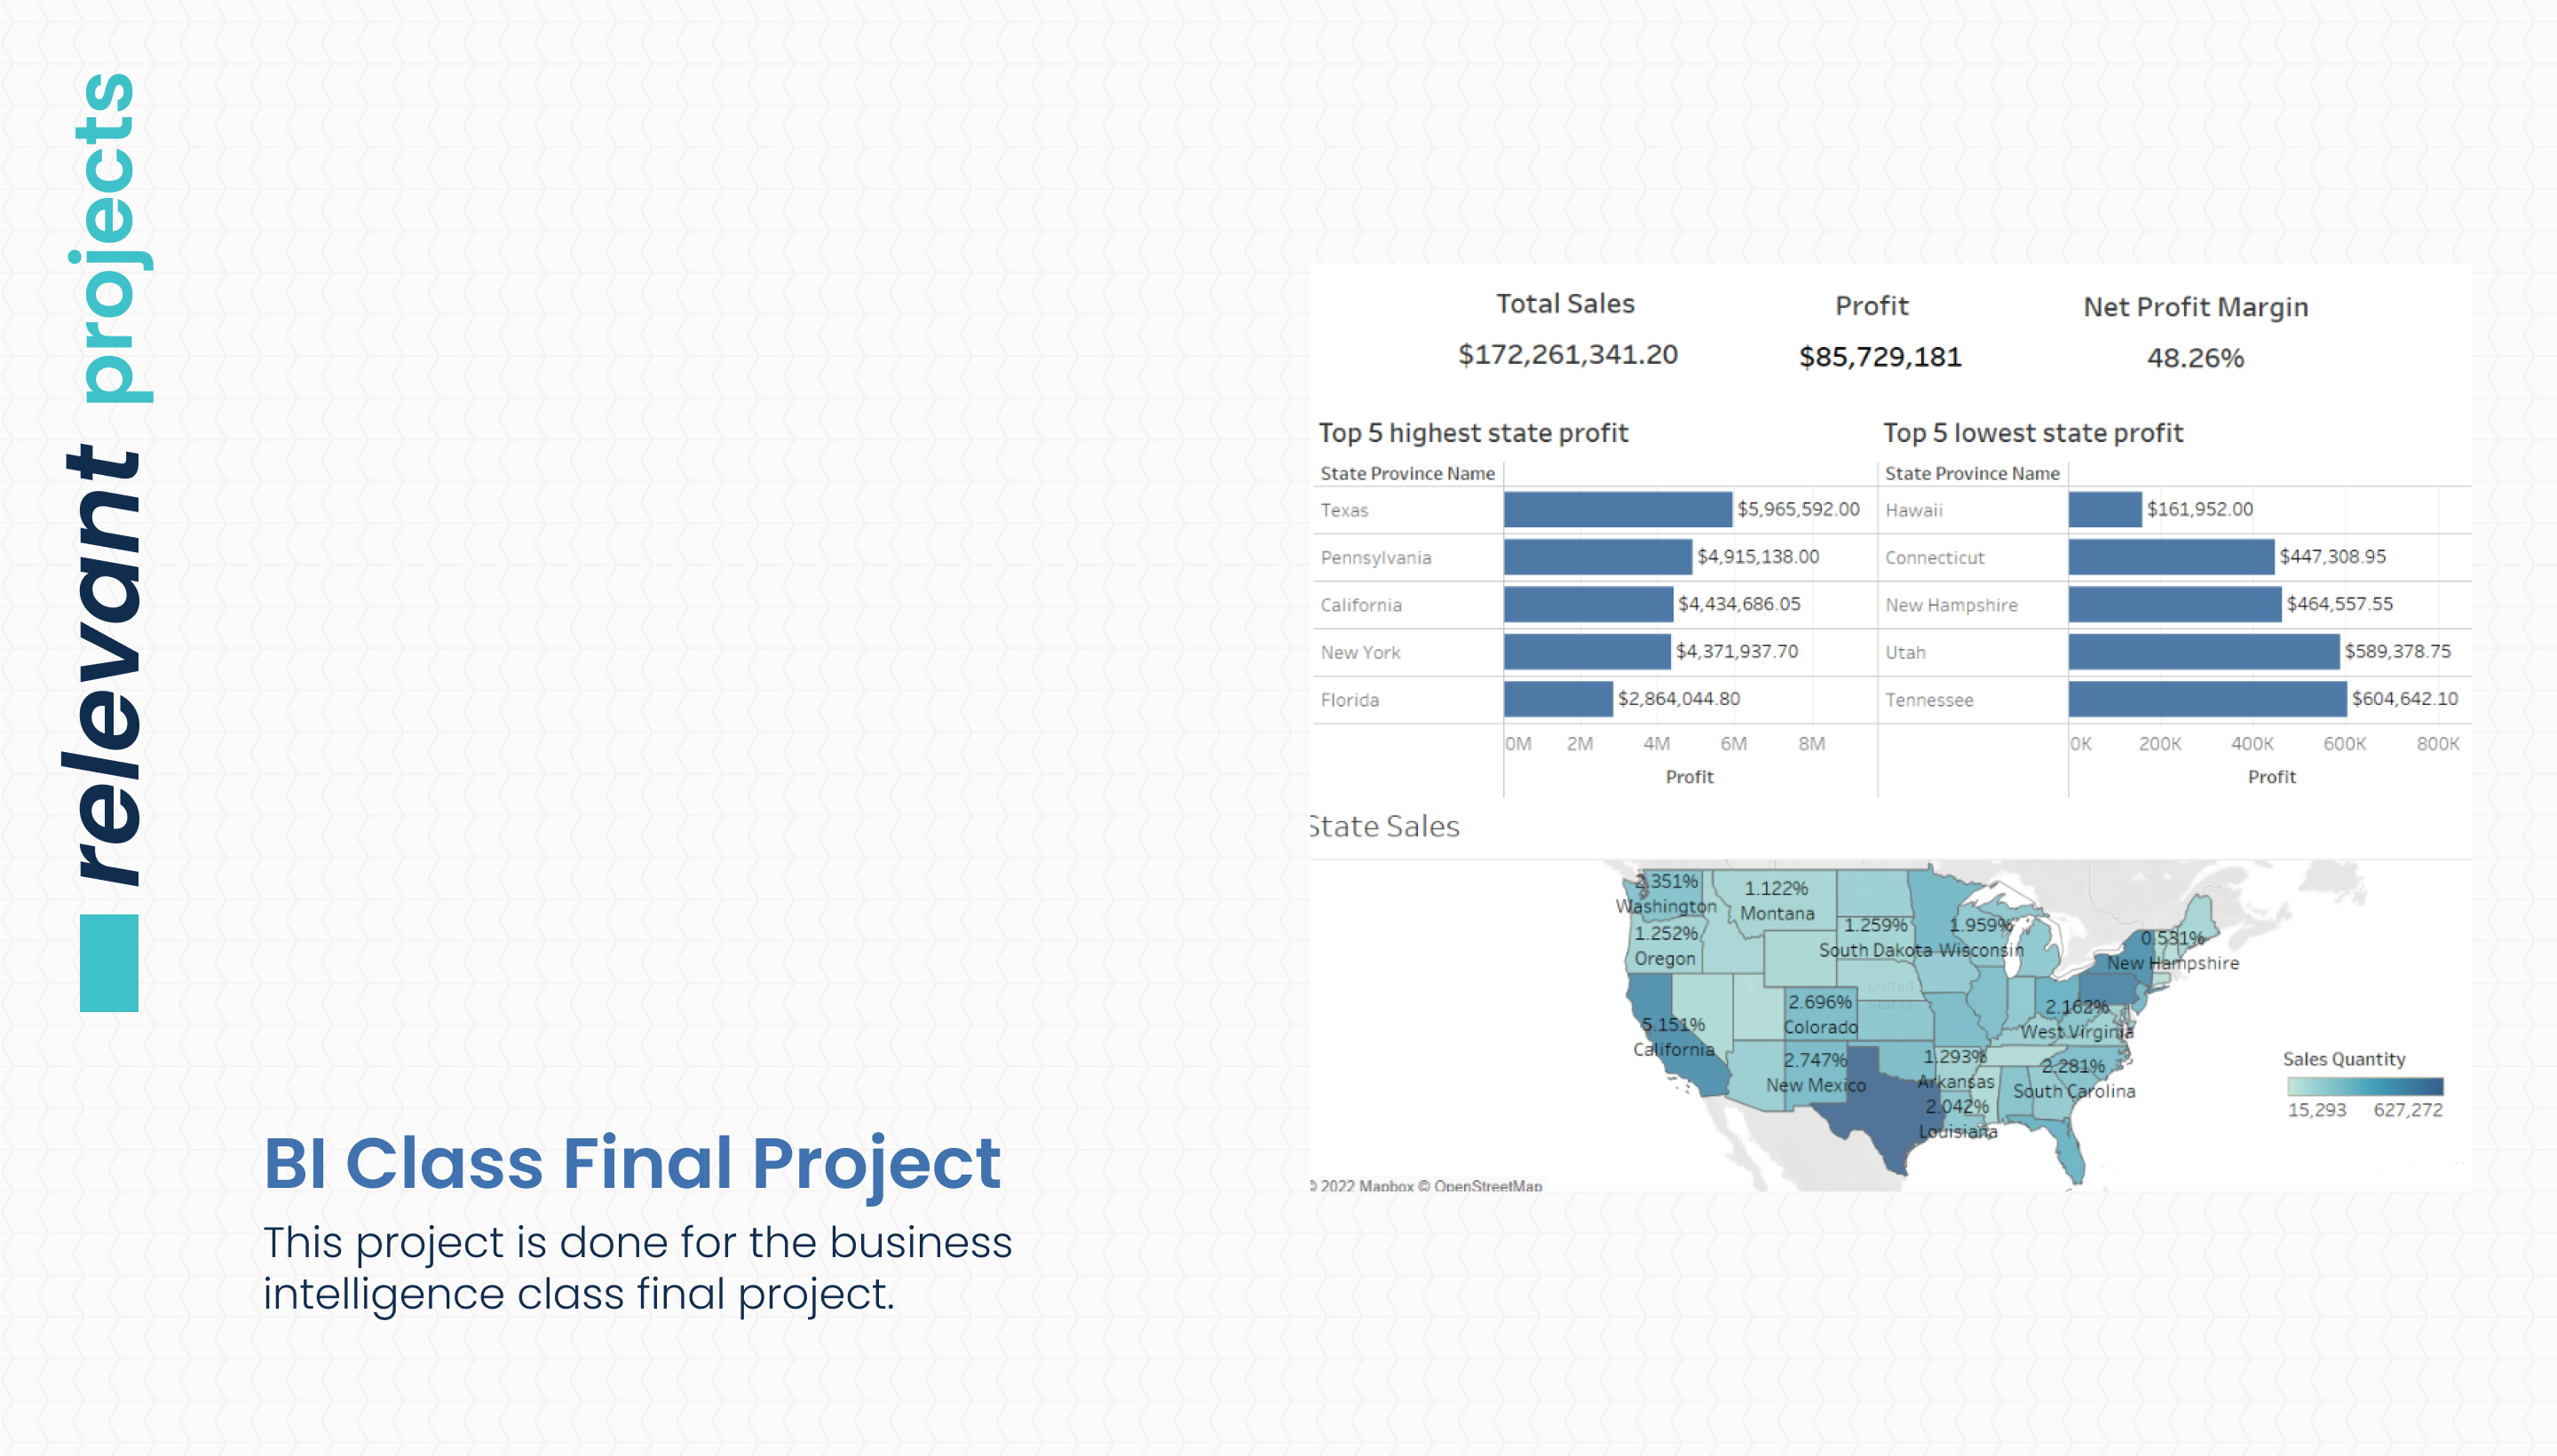 relevant projects
BI Class Final Project
This project is done for the business
intelligence class final project.
Total Sales
$172,261,341.20
Profit
$85,729,181
Net Profit Margin
48.26%
Top 5 highest state profit
State Province Name
Texas $5,965,592.00
Pennsylvania $4,915,138.00
California $4,434,686.05
New York $4,371,937.70
Florida $2,864,044.80
0M 2M 4M 6M 8M
Profit
Top 5 lowest state profit
State Province Name
Hawaii $161,952.00
Connecticut $447,308.95
New Hampshire $464,557.55
Utah $589,378.75
Tennessee $604,642.10
0K 200K 400K 600K 800K
Profit
State Sales
2.351%
Washington
1.122%
Montana
1.252%
Oregon
1.259%
South Dakota
1.959%
Wisconsin
0.531%
New Hampshire
United
States
2.696%
Colorado
5.151%
California
2.162%
West Virginia
2.747%
New Mexico
1.293%
Arkansas
2.281%
South Carolina
2.042%
Louisiana
Sales Quantity
15,293 627,272
© 2022 Mapbox © OpenStreetMap